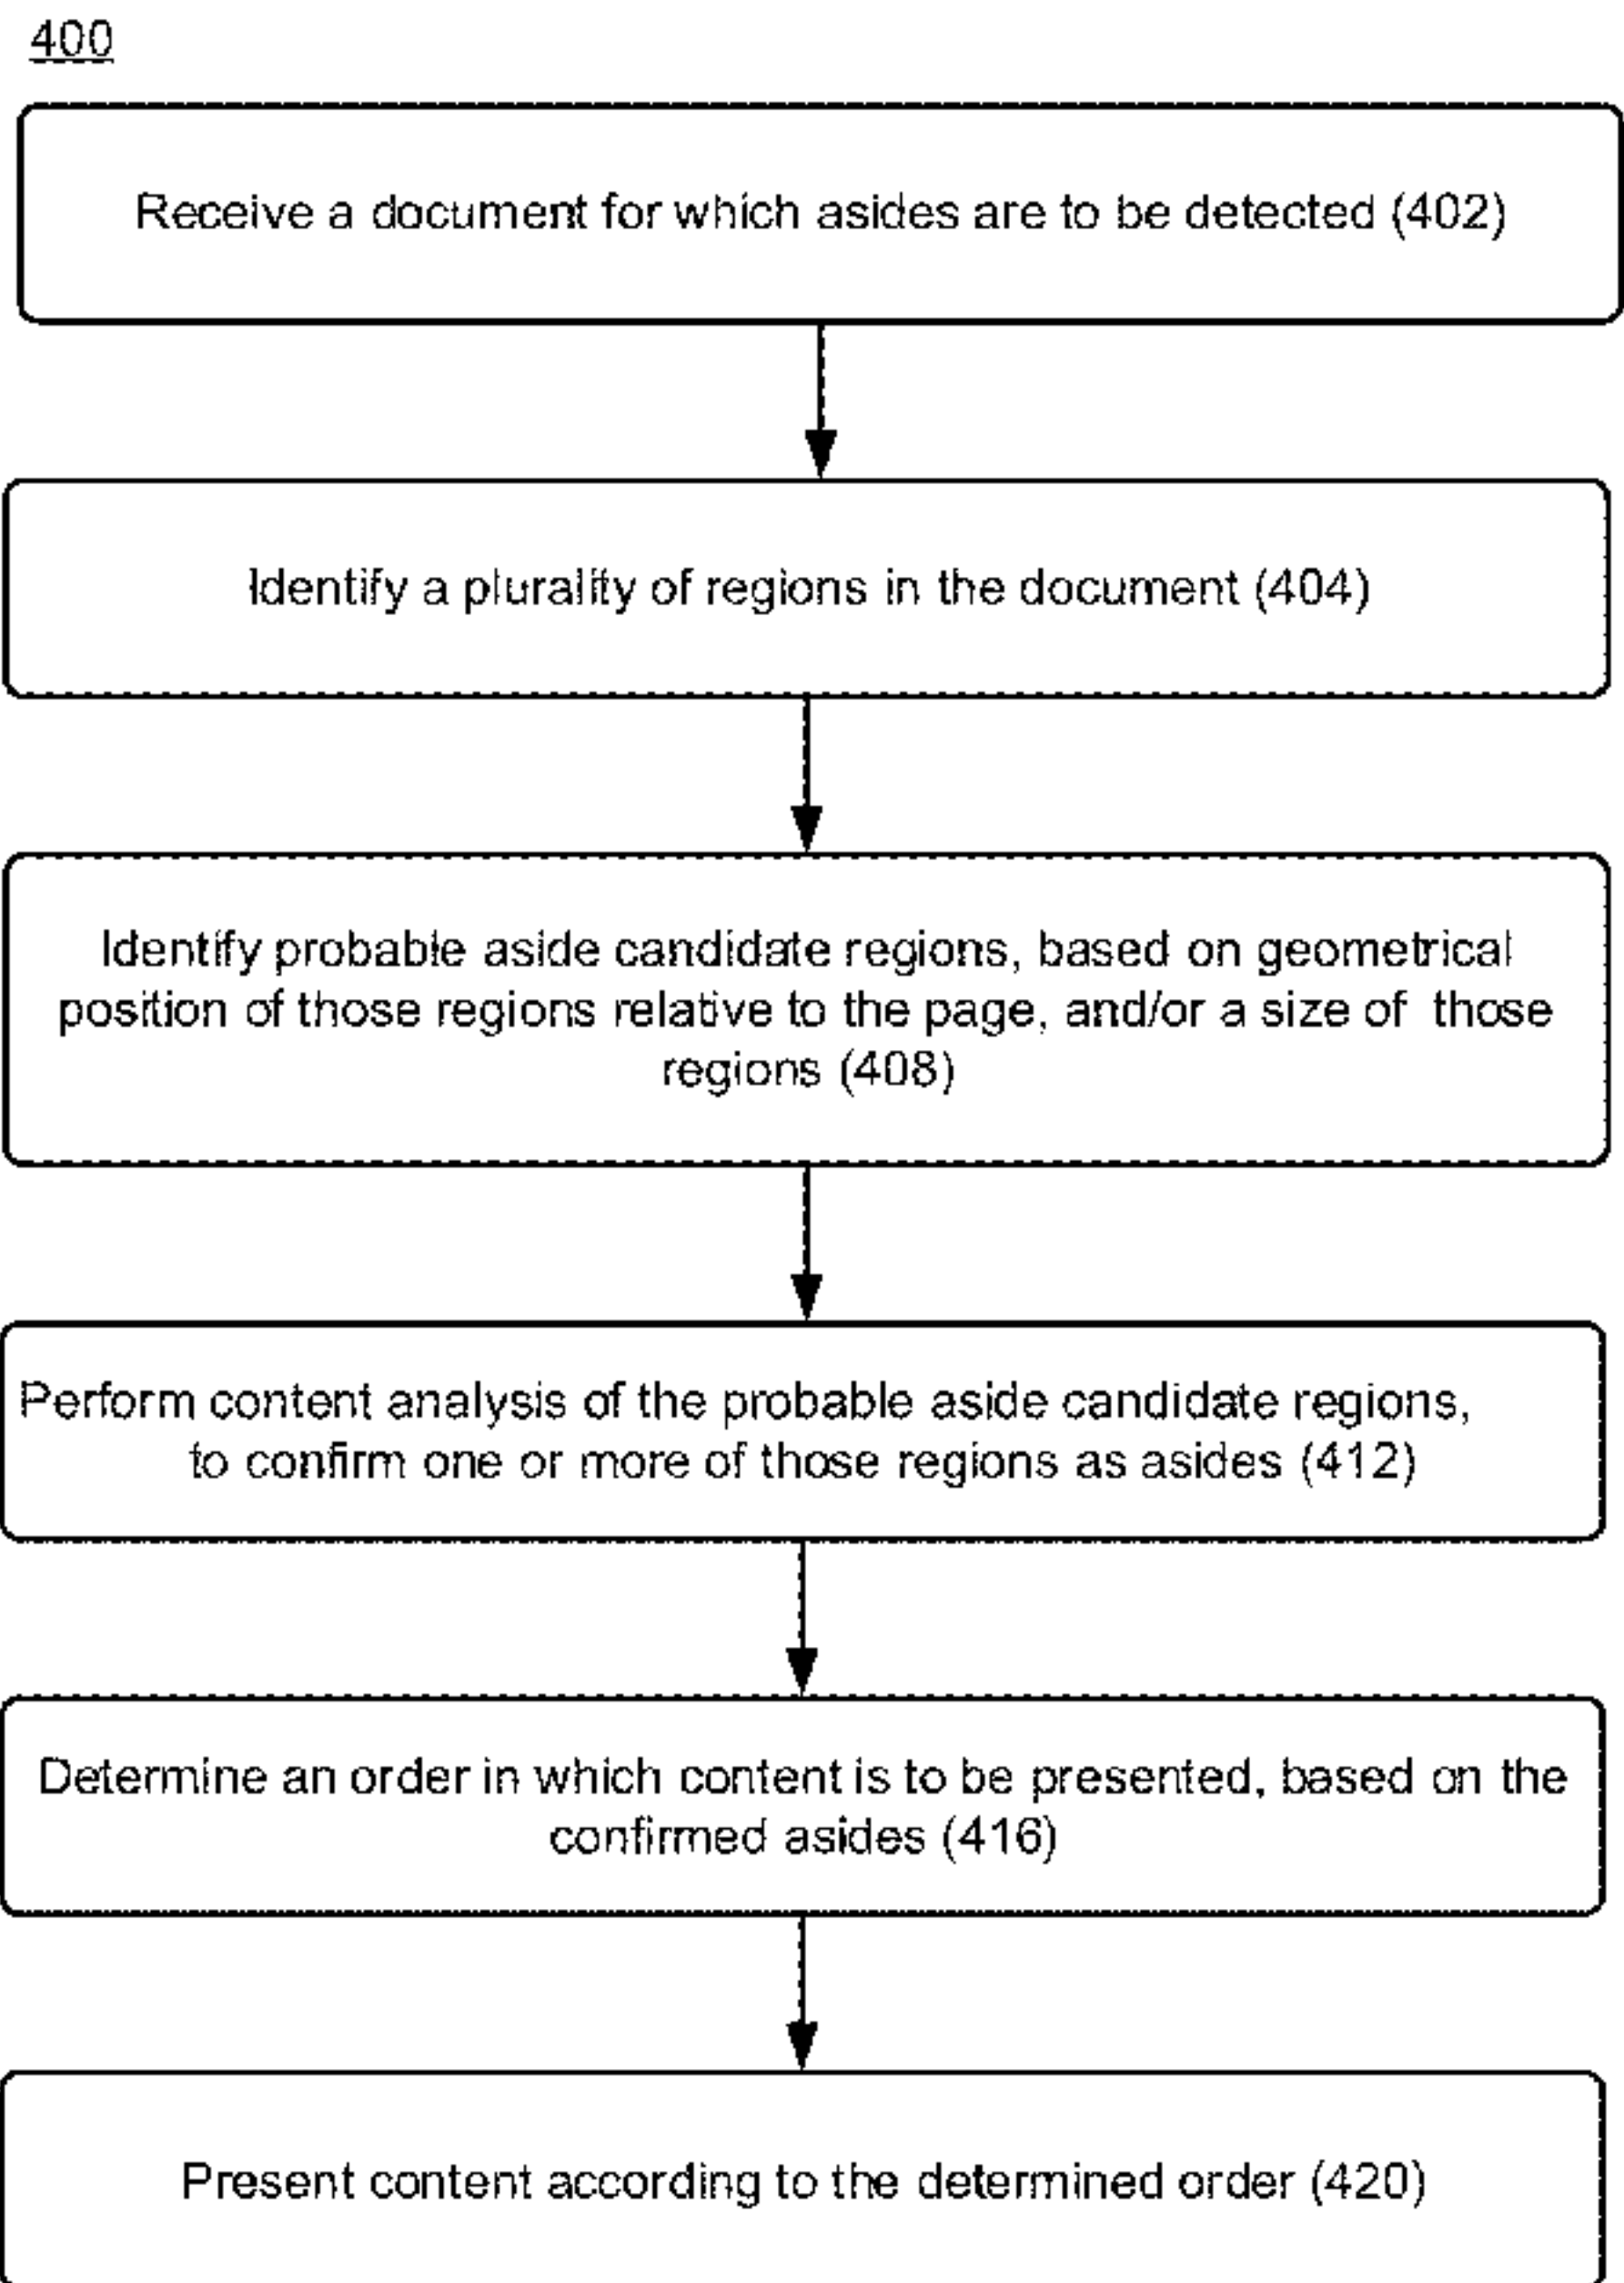 400
Receive a document for which asides are to be detected (402)
Identify a plurality of regions in the document (404)
Identify probable aside candidate regions, based on geometrical
position of those regions relative to the page, and/or a size of those
regions (408)
Perform content analysis of the probable aside candidate regions,
to confirm one or more of those regions as asides (412)
Determine an order in which content is to be presented, based on the
confirmed asides (416)
Present content according to the determined order (420)